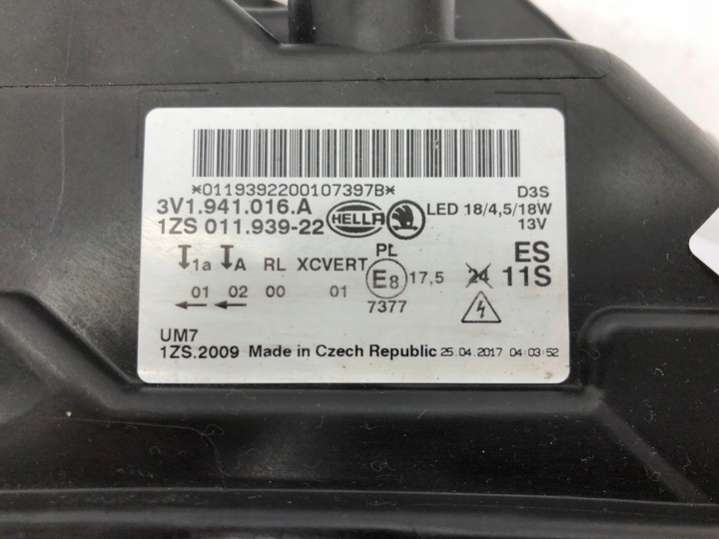 *0119392200107397B*
D3S
3V1.941.016.A HELLA LED 18/4,5/18W
1ZS 011.939-22 13V
1a A RL XCVERT PL ES
E8 17,5 24 11S
01 02 00 01 7377
UM7
1ZS.2009 Made in Czech Republic 25.04.2017 04:03:52